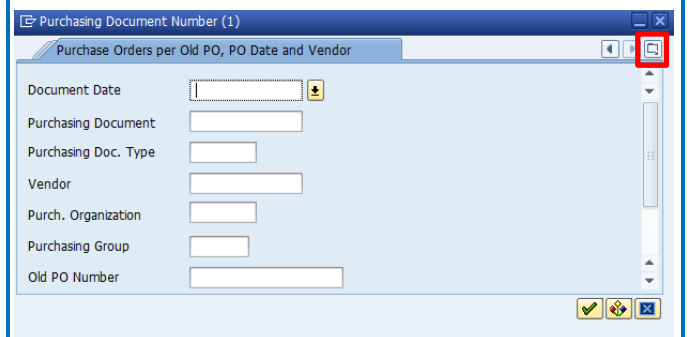 Purchasing Document Number (1)
Purchase Orders per Old PO, PO Date and Vendor
Document Date
Purchasing Document
Purchasing Doc. Type
Vendor
Purch. Organization
Purchasing Group
Old PO Number